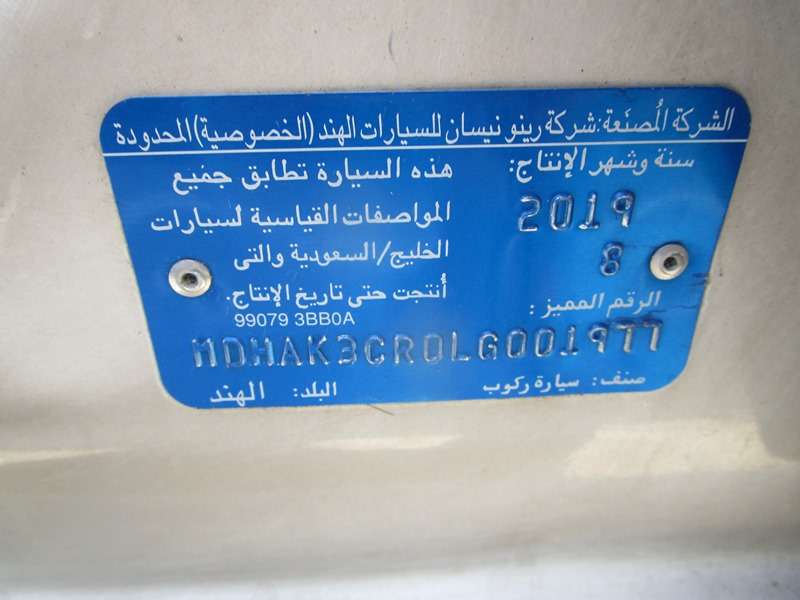 الشركة المُصنَعة: شركة رينو نيسان للسيارات الهند (الخصوصية) المحدودة
سنة وشهر الإنتاج:
2019
8
هذه السيارة تطابق جميع
المواصفات القياسية لسيارات
الخليج/السعودية والتى
أُنتجت حتى تاريخ الإنتاج.
99079 3BB0A
الرقم المميز :
MDHAK3CR0LG001977
صنف: سيارة ركوب
البلد: الهند